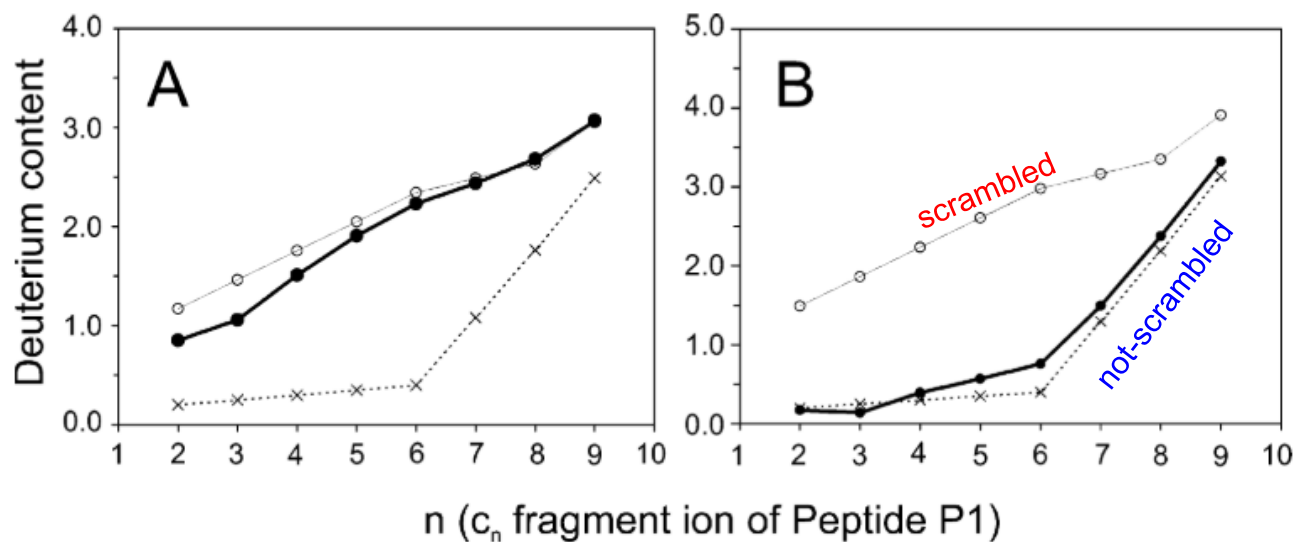 A
B
Deuterium content
4.0
3.0
2.0
1.0
0.0
1 2 3 4 5 6 7 8 9 10
5.0
4.0
3.0
2.0
1.0
0.0
1 2 3 4 5 6 7 8 9 10
scrambled
not-scrambled
n (cₙ fragment ion of Peptide P1)